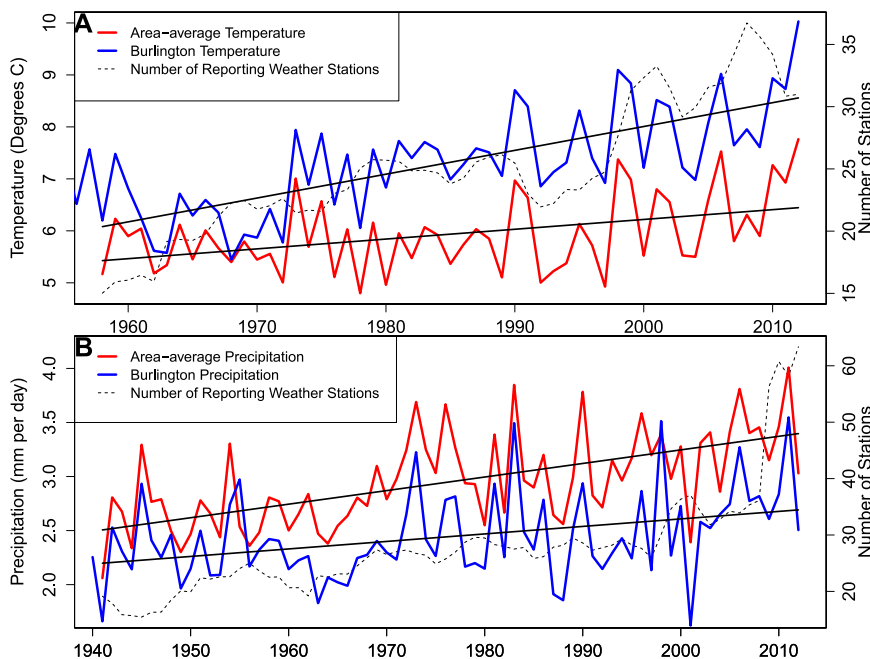 A
Area−average Temperature
Burlington Temperature
Number of Reporting Weather Stations
Temperature (Degrees C)
10
9
8
7
6
5
Number of Stations
35
30
25
20
15
1960 1970 1980 1990 2000 2010
B
Area−average Precipitation
Burlington Precipitation
Number of Reporting Weather Stations
Precipitation (mm per day)
4.0
3.5
3.0
2.5
2.0
Number of Stations
60
50
40
30
20
1940 1950 1960 1970 1980 1990 2000 2010